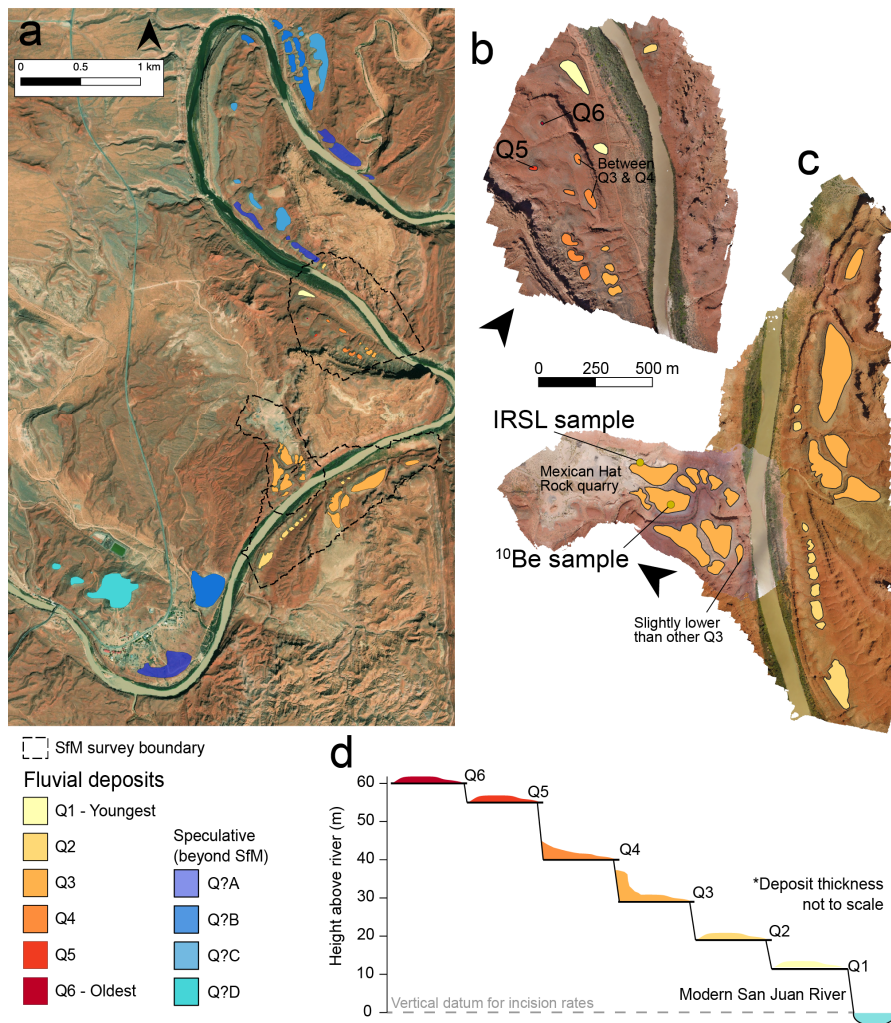 a
0 0.5 1 km
b
Q6
Q5
Between
Q3 & Q4
c
0 250 500 m
IRSL sample
Mexican Hat
Rock quarry
10Be sample
Slightly lower
than other Q3
SfM survey boundary
Fluvial deposits
Q1 - Youngest
Q2
Q3
Q4
Q5
Q6 - Oldest
Speculative
(beyond SfM)
Q?A
Q?B
Q?C
Q?D
d
Height above river (m)
60
50
40
30
20
10
0
Q6
Q5
Q4
Q3
Q2
Q1
*Deposit thickness
not to scale
Modern San Juan River
Vertical datum for incision rates